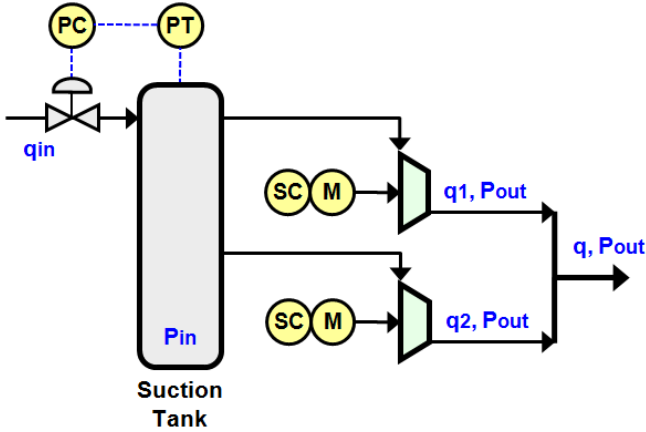 PC
PT
qin
SC
M
q1, Pout
q, Pout
SC
M
q2, Pout
Pin
Suction
Tank